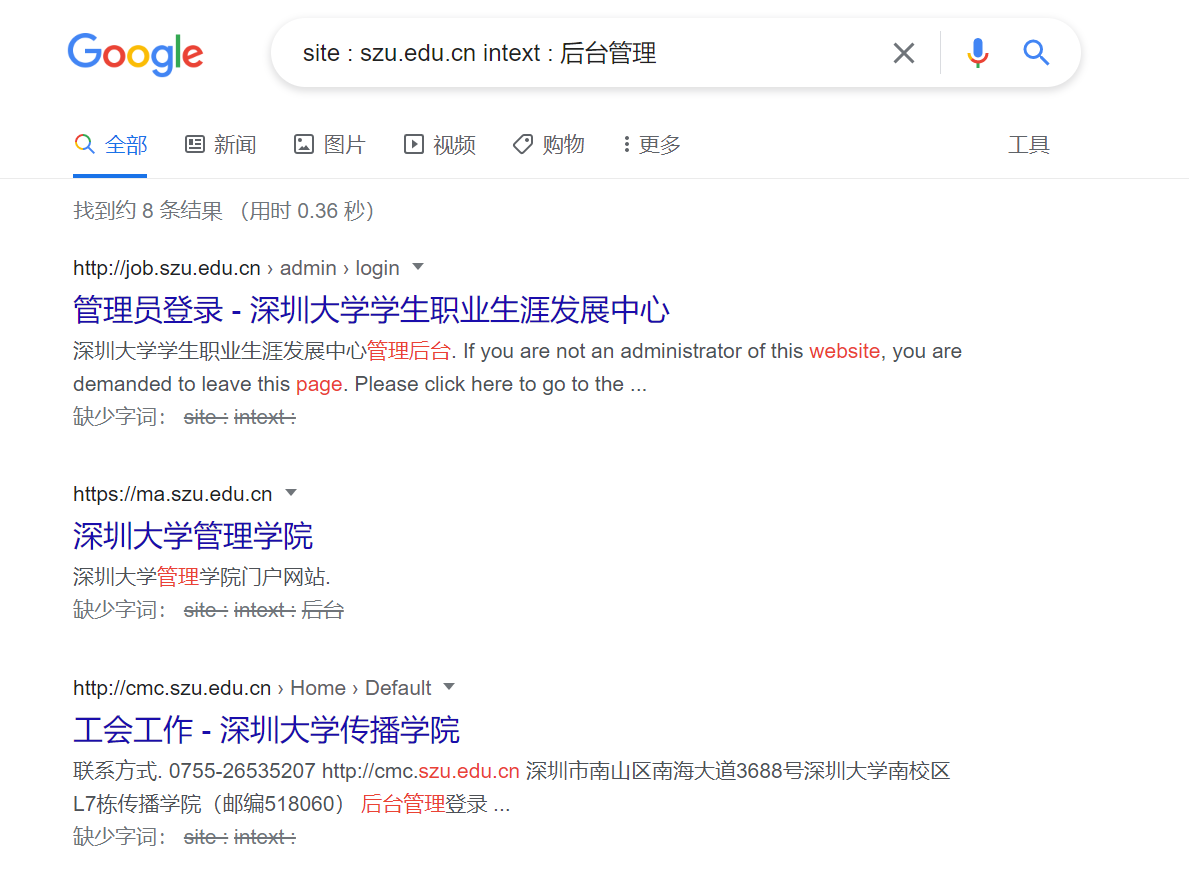 Google
site : szu.edu.cn intext : 后台管理
全部 新闻 图片 视频 购物 更多 工具
找到约 8 条结果 （用时 0.36 秒）
http://job.szu.edu.cn › admin › login
管理员登录 - 深圳大学学生职业生涯发展中心
深圳大学学生职业生涯发展中心管理后台. If you are not an administrator of this website, you are
demanded to leave this page. Please click here to go to the ...
缺少字词： site : intext :
https://ma.szu.edu.cn
深圳大学管理学院
深圳大学管理学院门户网站.
缺少字词： site : intext : 后台
http://cmc.szu.edu.cn › Home › Default
工会工作 - 深圳大学传播学院
联系方式. 0755-26535207 http://cmc.szu.edu.cn 深圳市南山区南海大道3688号深圳大学南校区
L7栋传播学院（邮编518060） 后台管理登录 ...
缺少字词： site : intext :